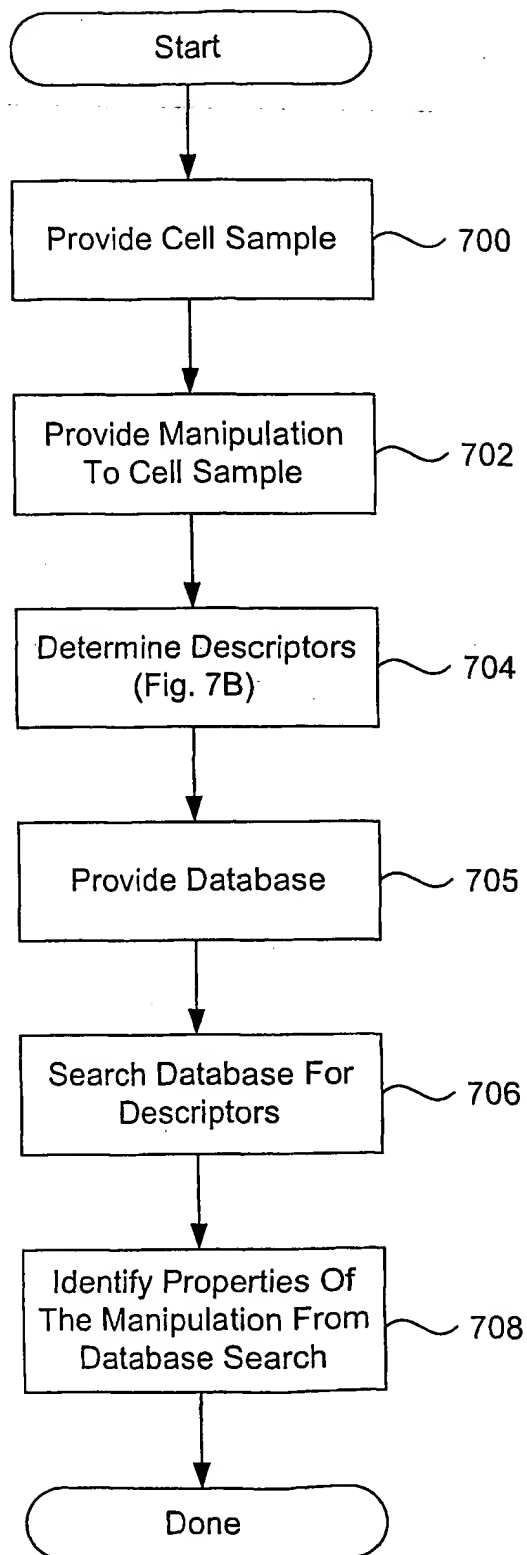 Start
Provide Cell Sample
700
Provide Manipulation
To Cell Sample
702
Determine Descriptors
(Fig. 7B)
704
Provide Database
705
Search Database For
Descriptors
706
Identify Properties Of
The Manipulation From
Database Search
708
Done